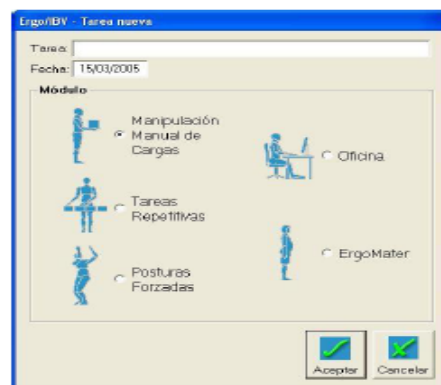 Ergo/IBV - Tarea nueva
Tarea:
Fecha: 15/03/2005
Módulo
Manipulación
Manual de
Cargas
Oficina
Tareas
Repetitivas
ErgoMater
Posturas
Forzadas
Aceptar
Cancelar